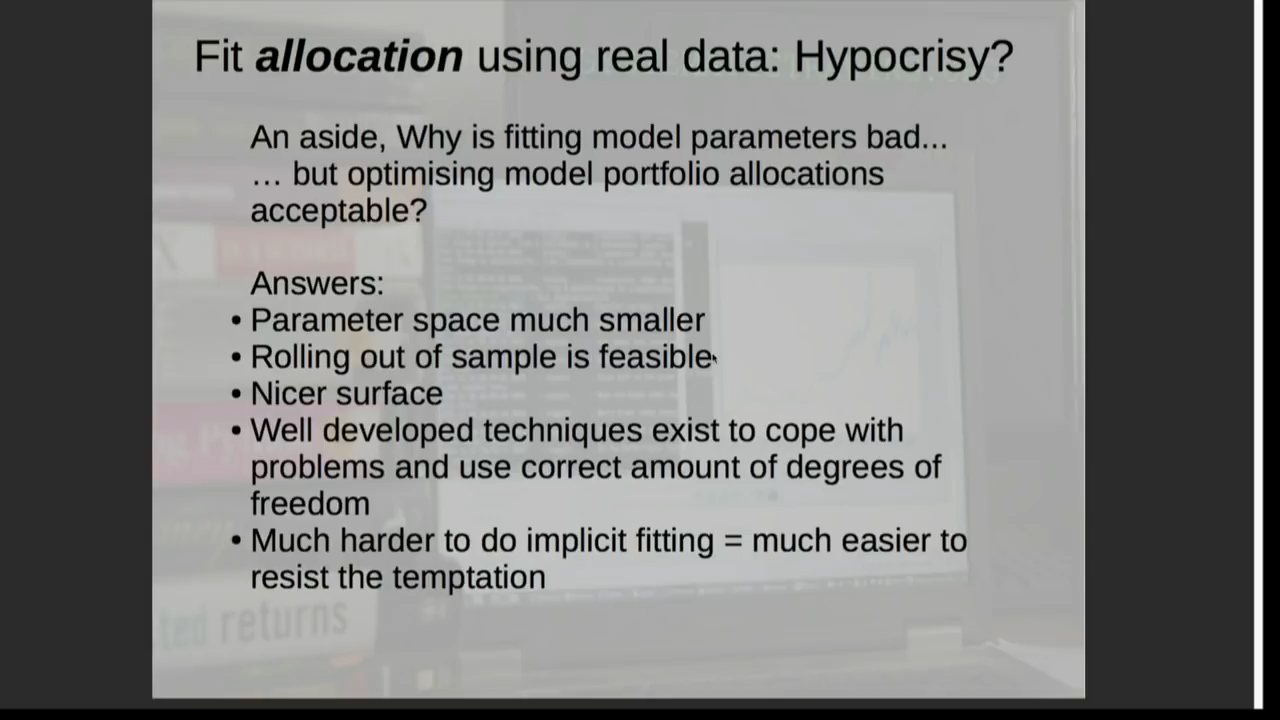 Fit allocation using real data: Hypocrisy?
An aside, Why is fitting model parameters bad...
… but optimising model portfolio allocations
acceptable?
Answers:
• Parameter space much smaller
• Rolling out of sample is feasible
• Nicer surface
• Well developed techniques exist to cope with
problems and use correct amount of degrees of
freedom
• Much harder to do implicit fitting = much easier to
resist the temptation
ted returns